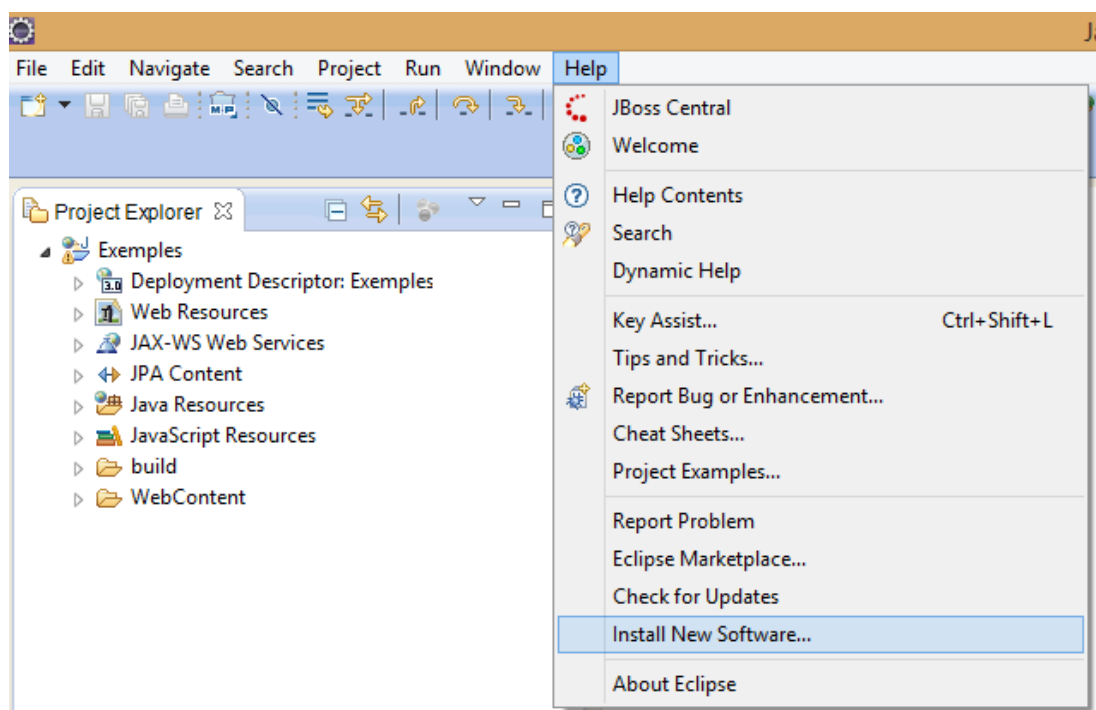 Ja
File Edit Navigate Search Project Run Window Help
Project Explorer
Exemples
Deployment Descriptor: Exemples
3.0
Web Resources
JAX-WS Web Services
JPA Content
Java Resources
JavaScript Resources
build
WebContent
JBoss Central
Welcome
Help Contents
Search
Dynamic Help
Key Assist... Ctrl+Shift+L
Tips and Tricks...
Report Bug or Enhancement...
Cheat Sheets...
Project Examples...
Report Problem
Eclipse Marketplace...
Check for Updates
Install New Software...
About Eclipse